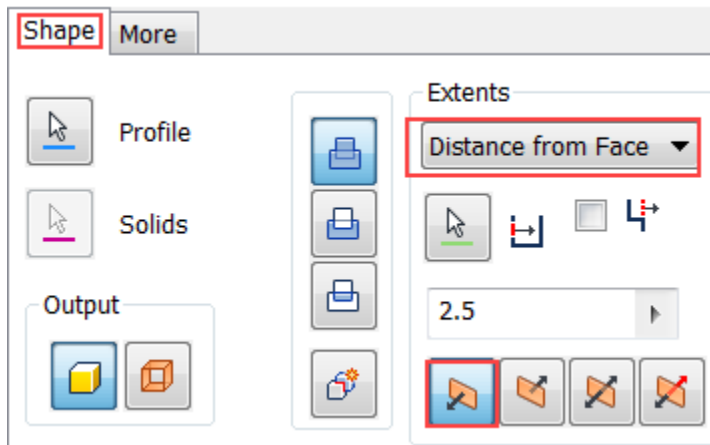 Shape
More
Extents
Profile
Distance from Face
Solids
Output
2.5